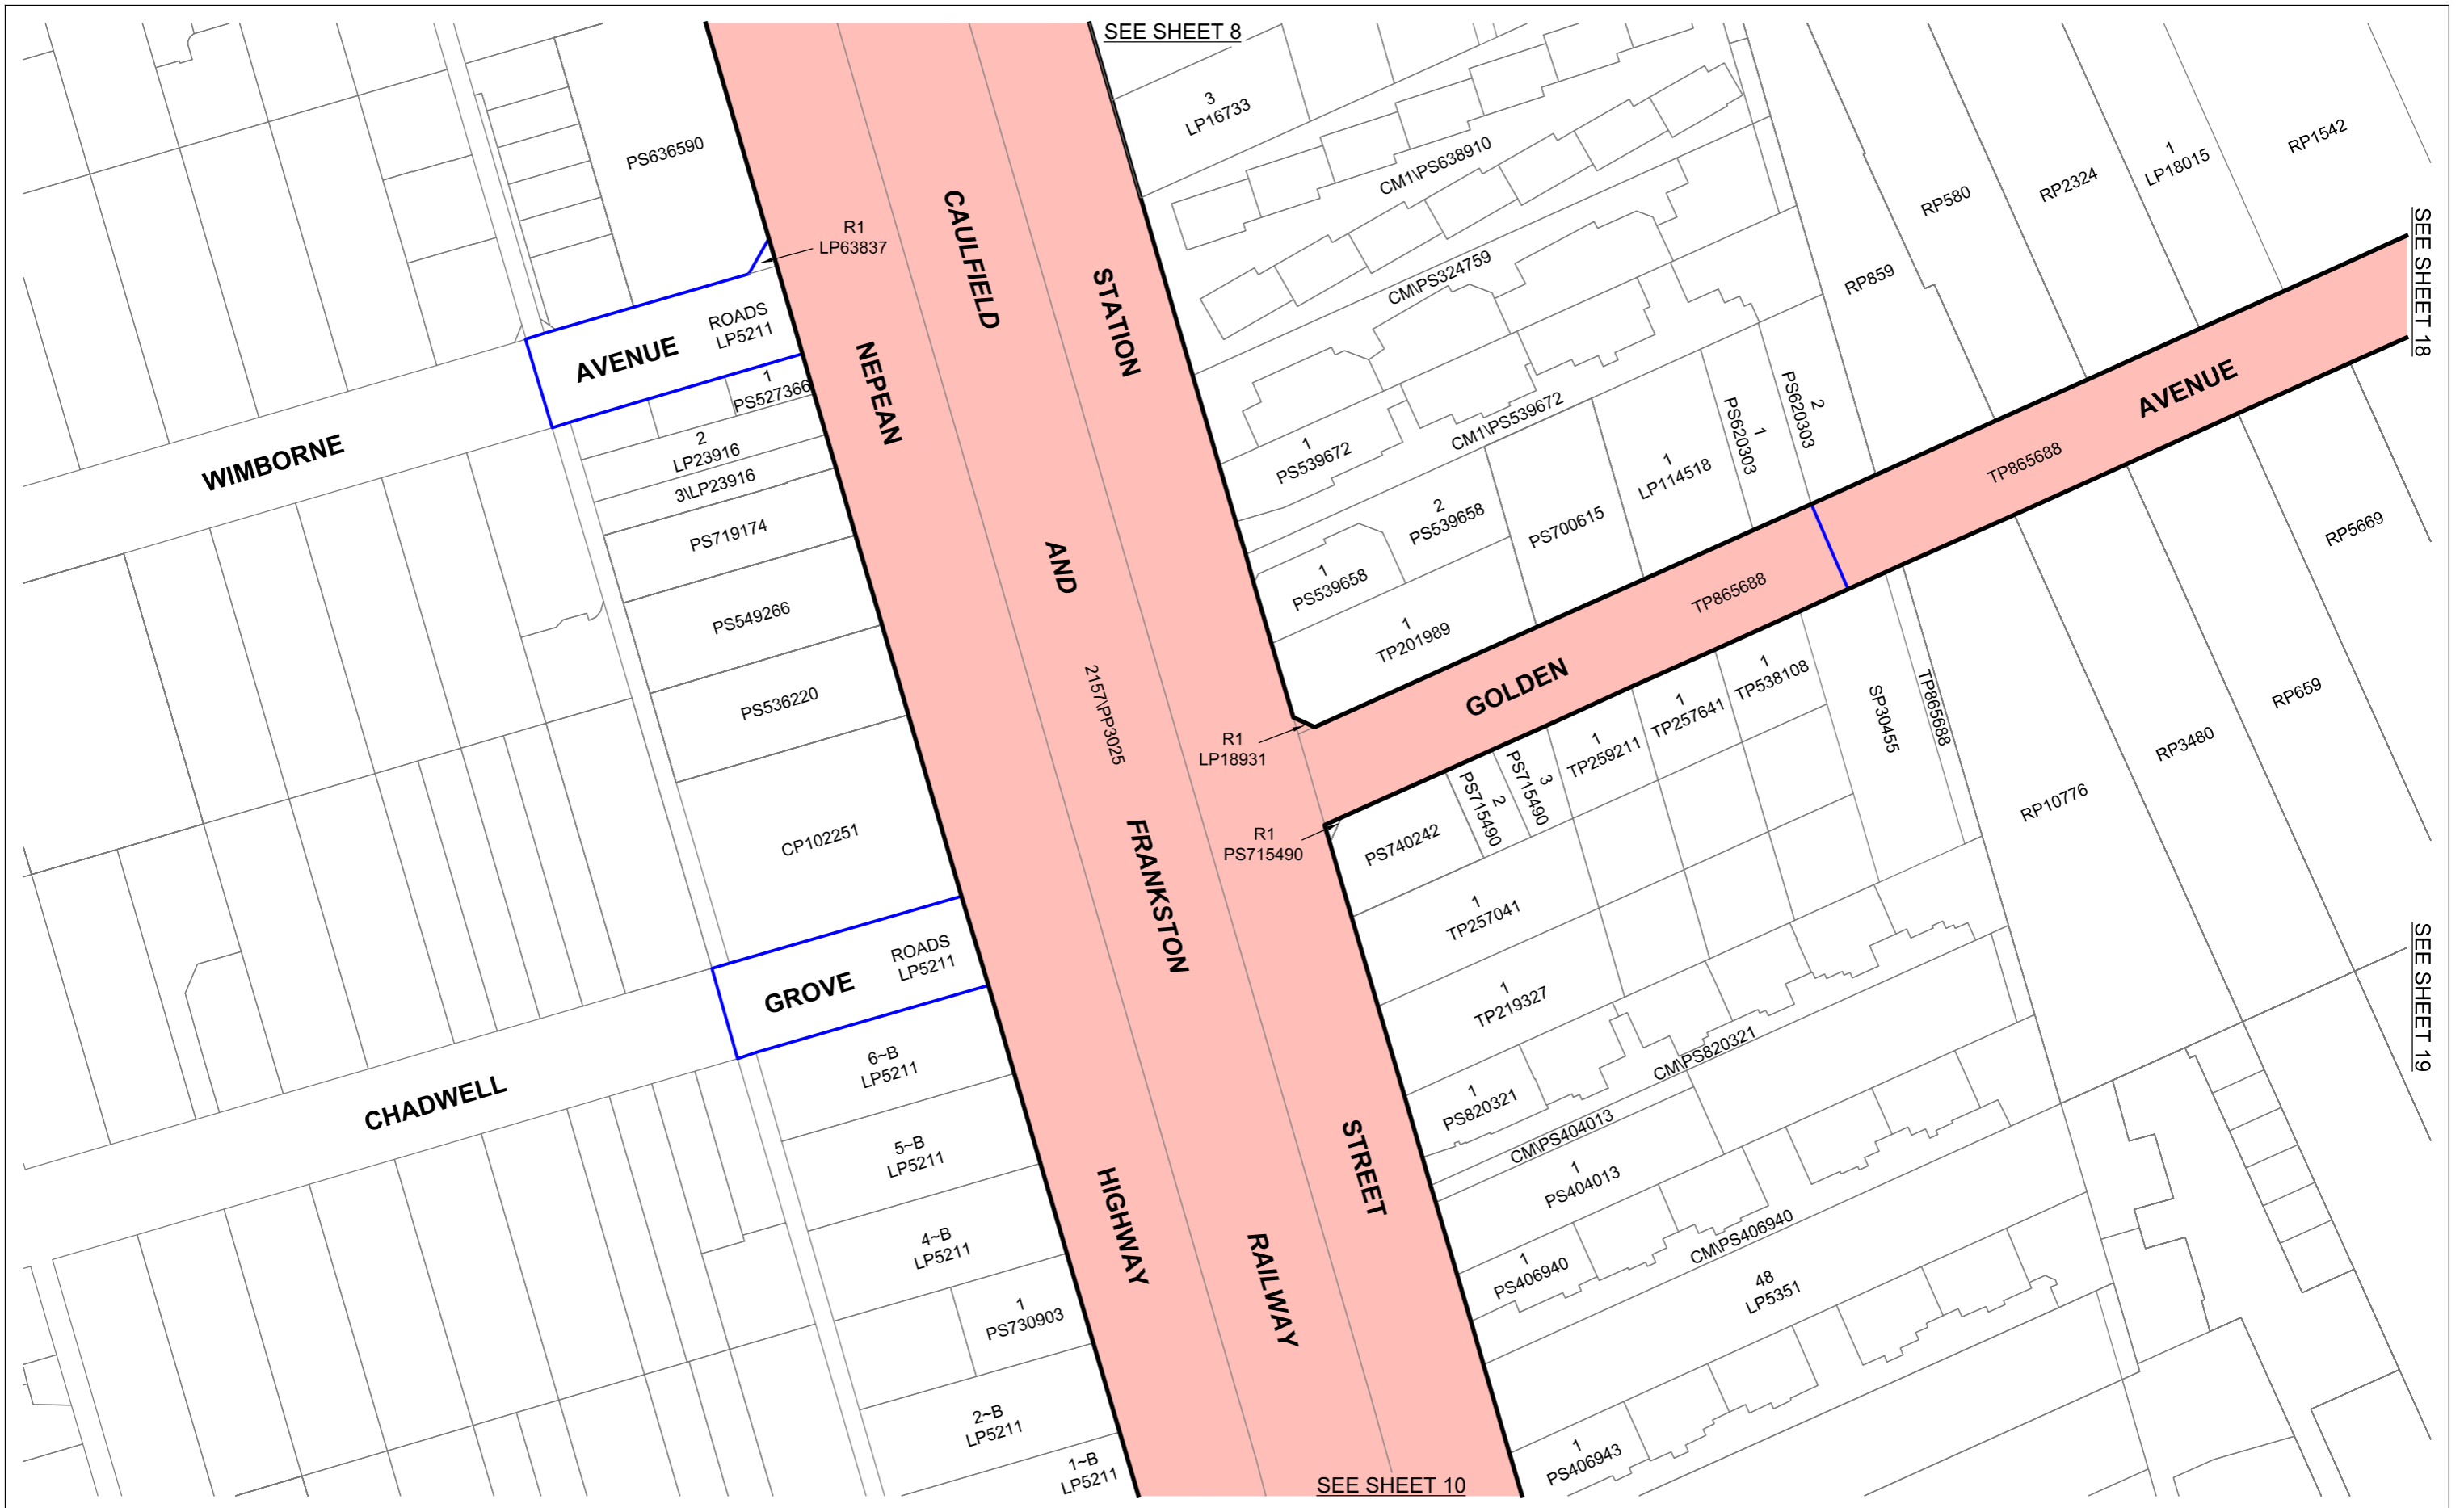 SEE SHEET 8
3
LP16733
PS636590
CM1\PS638910
RP1542
1
LP18015
RP2324
RP580
SEE SHEET 18
R1
LP63837
CAULFIELD
STATION
CM\PS324759
RP859
ROADS
LP5211
AVENUE
NEPEAN
1
PS527366
WIMBORNE
2
LP23916
3\LP23916
PS719174
1
PS539672
CM1\PS539672
1
PS620303
2
PS620303
AVENUE
TP865688
1
LP114518
2
PS539658
PS700615
RP5669
AND
1
PS539658
TP865688
PS549266
1
TP201989
GOLDEN
PS536220
2157\PP3025
R1
LP18931
1
TP538108
1
TP257641
1
TP259211
SP30455
TP865688
RP659
RP3480
3
PS715490
2
PS715490
R1
PS715490
PS740242
RP10776
CP102251
FRANKSTON
1
TP257041
ROADS
LP5211
GROVE
SEE SHEET 19
1
TP219327
6~B
LP5211
CM\PS820321
CHADWELL
1
PS820321
CM\PS404013
5~B
LP5211
STREET
1
PS404013
HIGHWAY
4~B
LP5211
RAILWAY
1
PS406940
CM\PS406940
48
LP5351
1
PS730903
2~B
LP5211
1
PS406943
1~B
LP5211
SEE SHEET 10